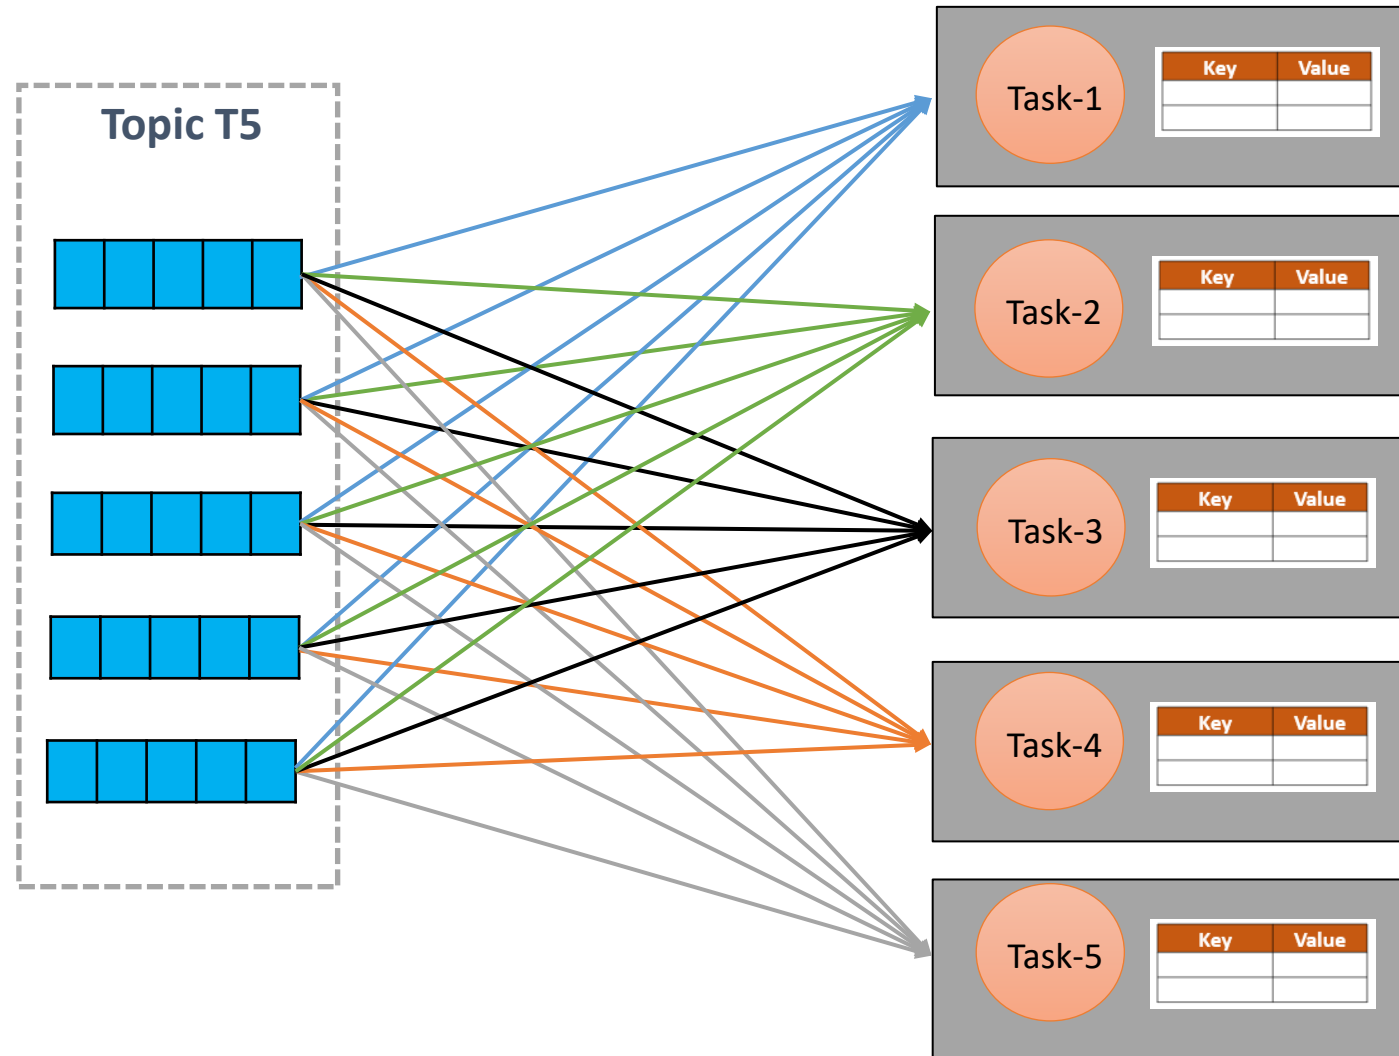 Topic T5
Task-1
Key Value
Task-2
Key Value
Task-3
Key Value
Task-4
Key Value
Task-5
Key Value